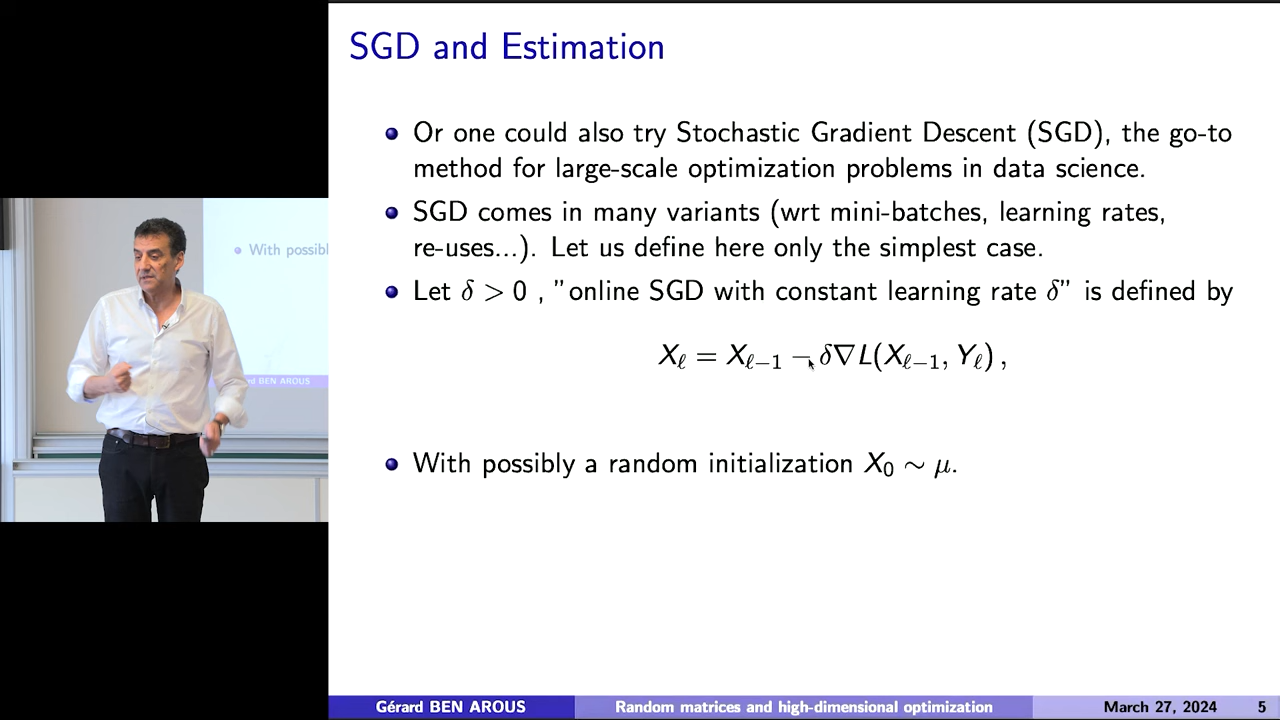 SGD and Estimation
Or one could also try Stochastic Gradient Descent (SGD), the go-to
method for large-scale optimization problems in data science.
SGD comes in many variants (wrt mini-batches, learning rates,
re-uses...). Let us define here only the simplest case.
Let δ > 0 , "online SGD with constant learning rate δ" is defined by
X_ℓ = X_{ℓ−1} − δ∇L(X_{ℓ−1}, Y_ℓ) ,
With possibly a random initialization X_0 ∼ μ.
With possibl
rd BEN AROUS
Gérard BEN AROUS
Random matrices and high-dimensional optimization
March 27, 2024
5